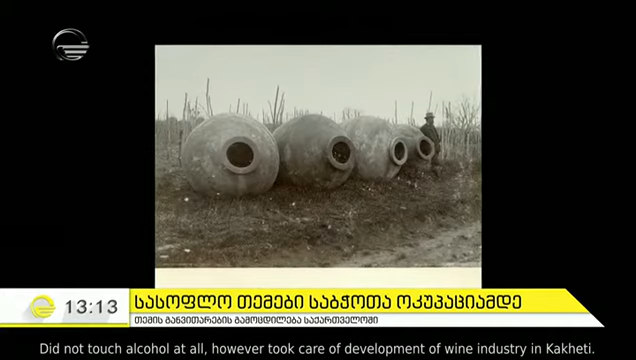 13:13
სასოფლო თემები საბჭოთა ოკუპაციამდე
თემის განვითარების გამოცდილება საქართველოში
Did not touch alcohol at all, however took care of development of wine industry in Kakheti.